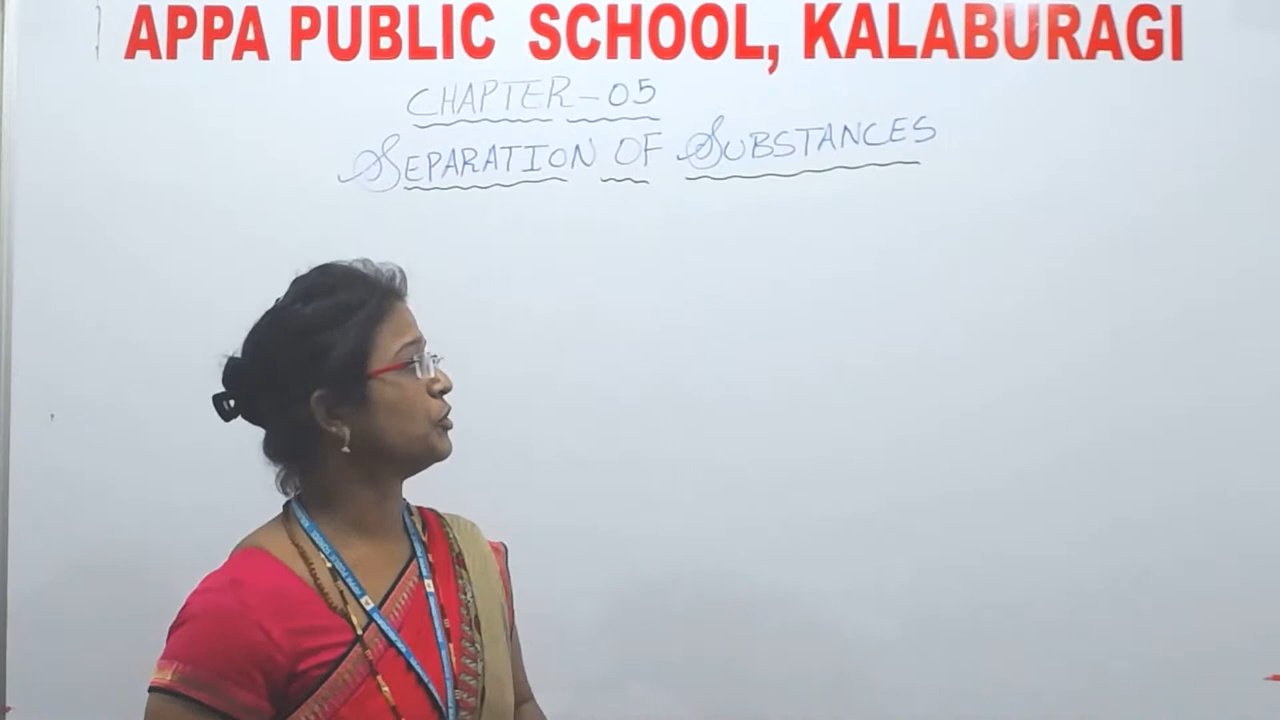 APPA PUBLIC SCHOOL, KALABURAGI
CHAPTER-05
SEPARATION OF SUBSTANCES